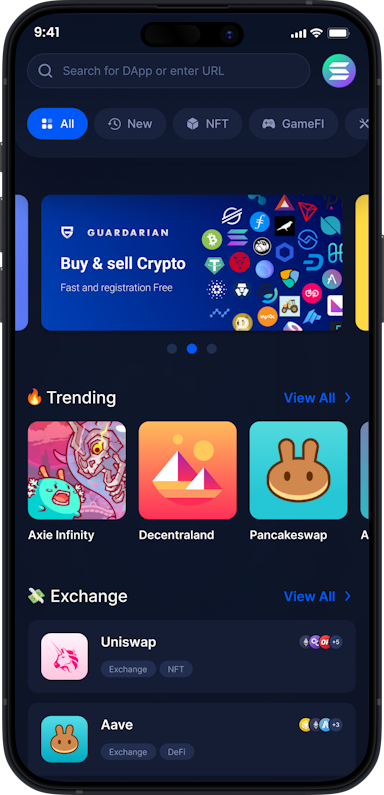 9:41
Search for DApp or enter URL
All
New
NFT
GameFI
GUARDARIAN
Buy & sell Crypto
Fast and registration Free
🔥 Trending
View All
Axie Infinity
Decentraland
Pancakeswap
A
💸 Exchange
View All
Uniswap
+5
Exchange
NFT
Aave
+3
Exchange
DeFi